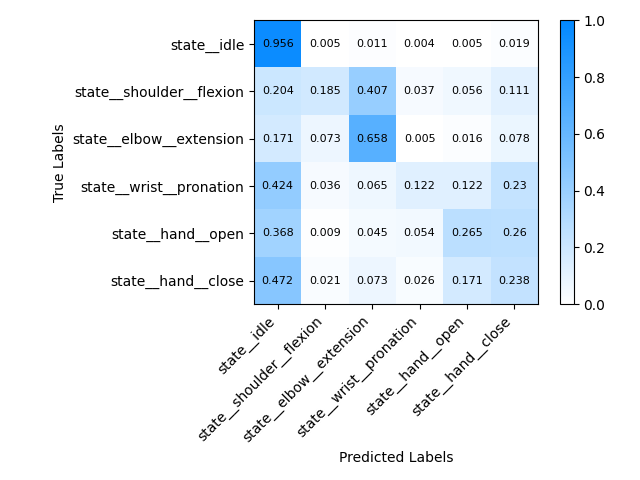 state__idle 0.956 0.005 0.011 0.004 0.005 0.019
state__shoulder__flexion 0.204 0.185 0.407 0.037 0.056 0.111
state__elbow__extension 0.171 0.073 0.658 0.005 0.016 0.078
state__wrist__pronation 0.424 0.036 0.065 0.122 0.122 0.23
state__hand__open 0.368 0.009 0.045 0.054 0.265 0.26
state__hand__close 0.472 0.021 0.073 0.026 0.171 0.238
True Labels
state__idle
state__shoulder__flexion
state__elbow__extension
state__wrist__pronation
state__hand__open
state__hand__close
Predicted Labels
1.0
0.8
0.6
0.4
0.2
0.0